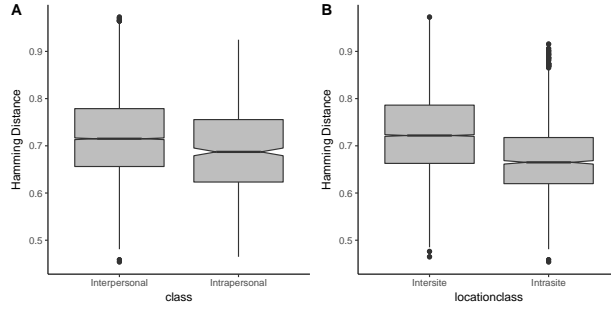 A
Hamming Distance
0.9
0.8
0.7
0.6
0.5
Interpersonal Intrapersonal
class
B
Hamming Distance
0.9
0.8
0.7
0.6
0.5
Intersite Intrasite
locationclass